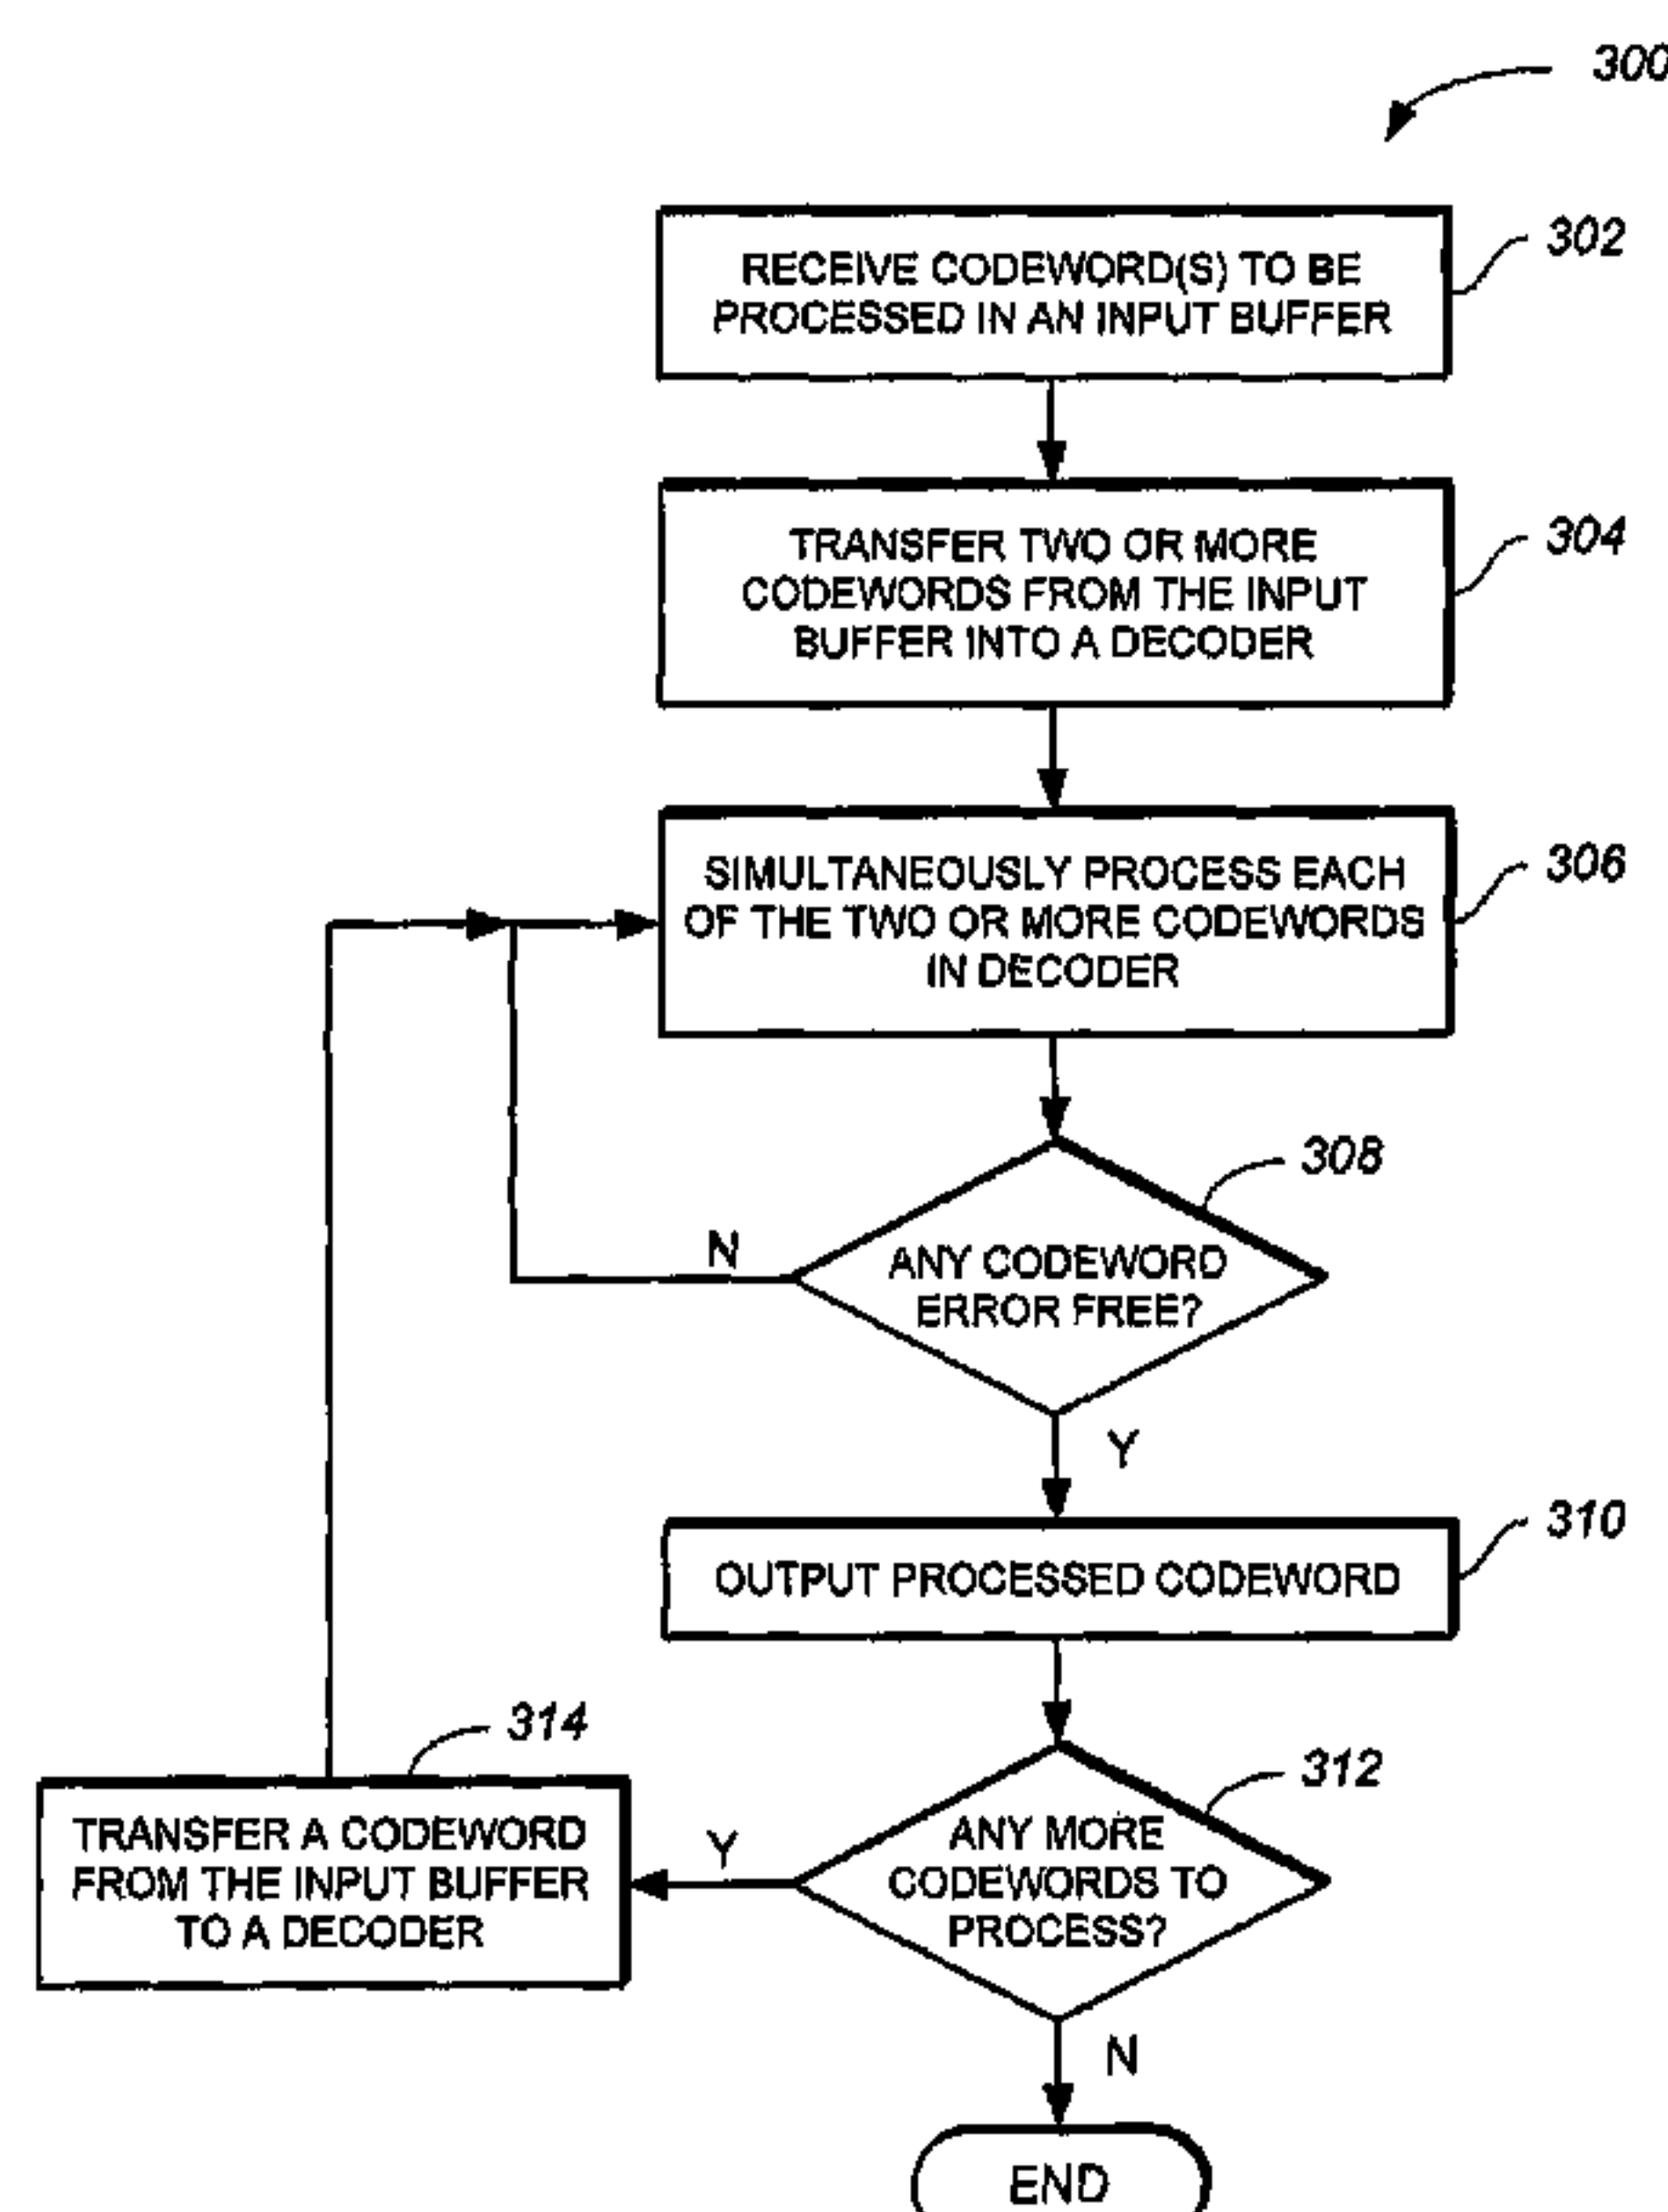 300
RECEIVE CODEWORD(S) TO BE
PROCESSED IN AN INPUT BUFFER
302
TRANSFER TWO OR MORE
CODEWORDS FROM THE INPUT
BUFFER INTO A DECODER
304
SIMULTANEOUSLY PROCESS EACH
OF THE TWO OR MORE CODEWORDS
IN DECODER
306
308
N
ANY CODEWORD
ERROR FREE?
Y
310
OUTPUT PROCESSED CODEWORD
314
312
TRANSFER A CODEWORD
FROM THE INPUT BUFFER
TO A DECODER
Y
ANY MORE
CODEWORDS TO
PROCESS?
N
END